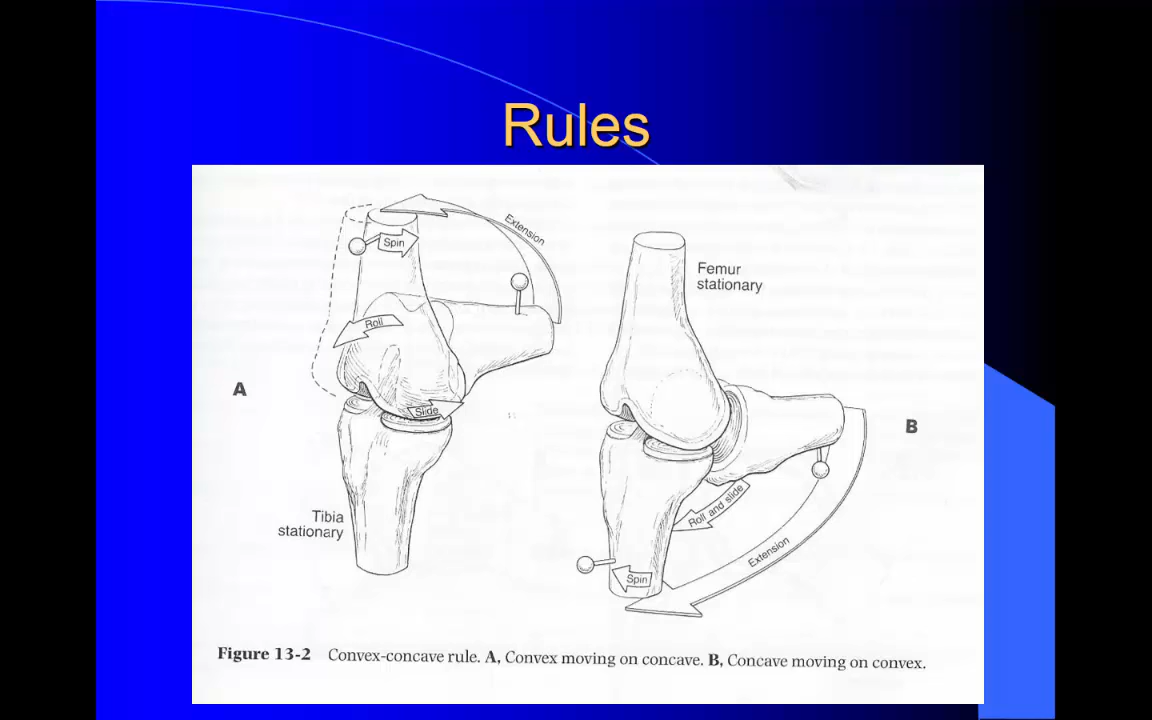 Rules
Extension
Spin
Roll
Slide
A
Tibia
stationary
Femur
stationary
B
Roll and slide
Extension
Spin
Figure 13-2 Convex-concave rule. A, Convex moving on concave. B, Concave moving on convex.